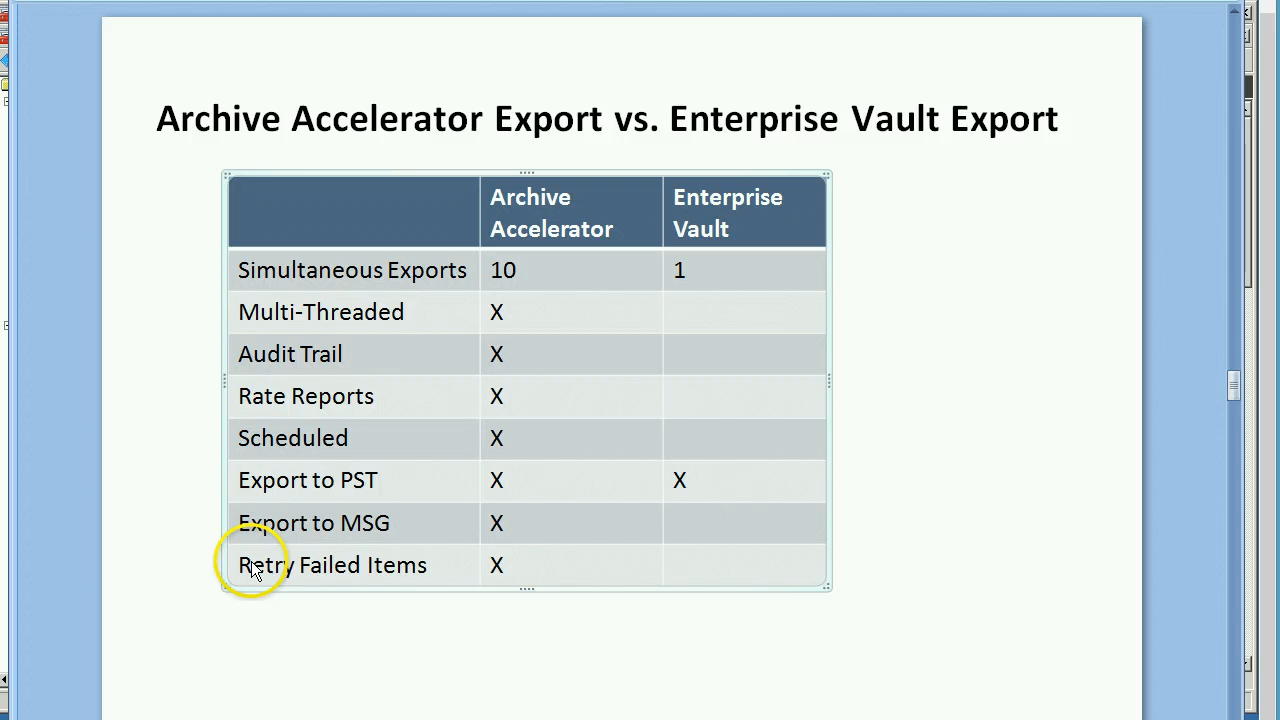 Archive Accelerator Export vs. Enterprise Vault Export
Archive Accelerator Enterprise Vault
Simultaneous Exports 10 1
Multi-Threaded X
Audit Trail X
Rate Reports X
Scheduled X
Export to PST X X
Export to MSG X
Retry Failed Items X